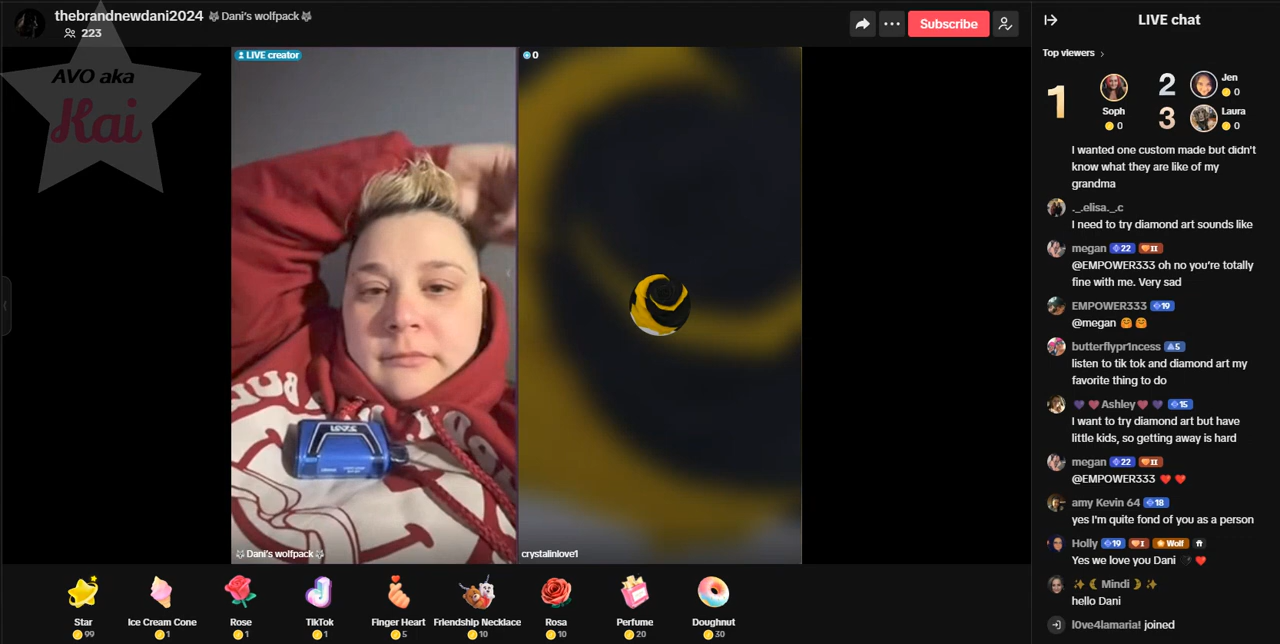 thebrandnewdani2024 🐺Dani's wolfpack🐺
223
Subscribe
AVO aka
Kai
LIVE creator
0
🐺Dani's wolfpack🐺
crystalinlove1
Star
99
Ice Cream Cone
1
Rose
1
TikTok
1
Finger Heart
5
Friendship Necklace
10
Rosa
10
Perfume
20
Doughnut
30
LIVE chat
Top viewers
1
Soph
0
2
Jen
0
3
Laura
0
I wanted one custom made but didn't
know what they are like of my
grandma
._.elisa._.c
I need to try diamond art sounds like
megan 22 II
@EMPOWER333 oh no you're totally
fine with me. Very sad
EMPOWER333 19
@megan 🤗 🤗
butterflypr1ncess 5
listen to tik tok and diamond art my
favorite thing to do
💜❤Ashley❤💜 15
I want to try diamond art but have
little kids, so getting away is hard
megan 22 II
@EMPOWER333 ❤️ ❤️
amy Kevin 64 18
yes I'm quite fond of you as a person
Holly 19 I Wolf
Yes we love you Dani 🖤❤️
✨🌙Mindi🌙✨
hello Dani
l0ve4lamaria! joined